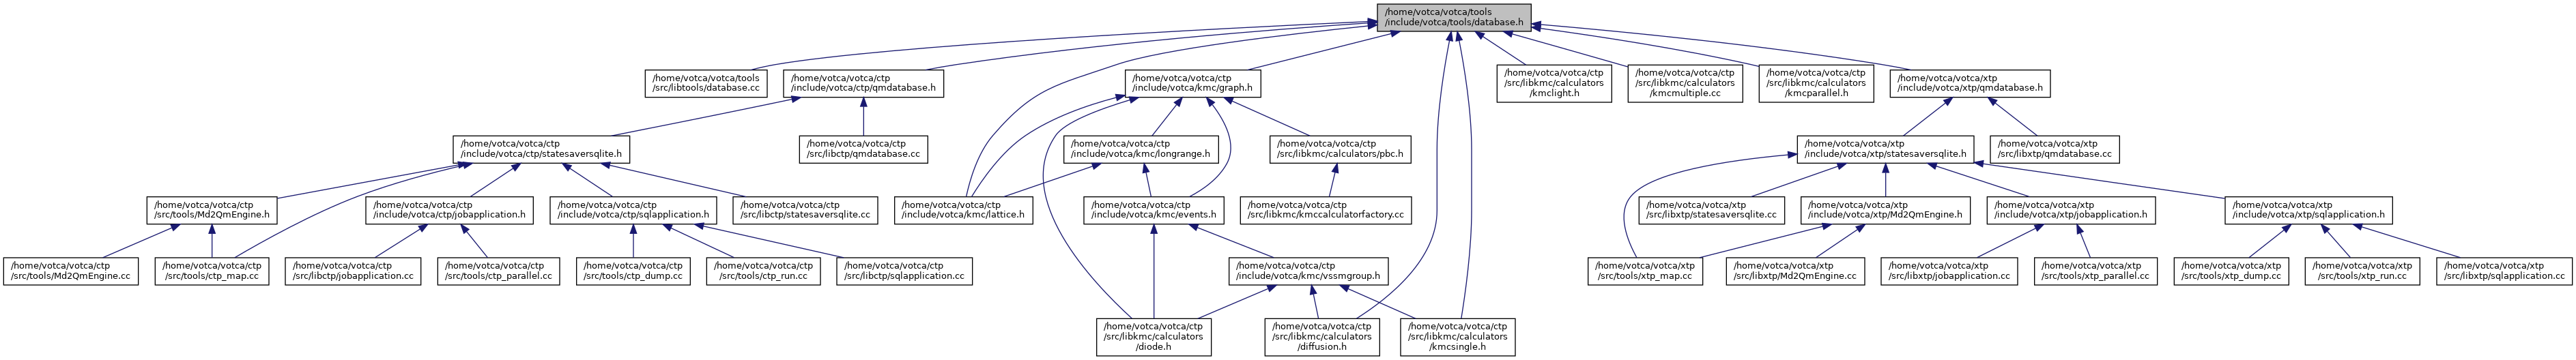 /home/votca/votca/tools
/include/votca/tools/database.h
/home/votca/votca/tools
/src/libtools/database.cc
/home/votca/votca/ctp
/include/votca/ctp/qmdatabase.h
/home/votca/votca/ctp
/include/votca/kmc/graph.h
/home/votca/votca/ctp
/src/libkmc/calculators
/kmclight.h
/home/votca/votca/ctp
/src/libkmc/calculators
/kmcmultiple.cc
/home/votca/votca/ctp
/src/libkmc/calculators
/kmcparallel.h
/home/votca/votca/xtp
/include/votca/xtp/qmdatabase.h
/home/votca/votca/ctp
/include/votca/ctp/statesaversqlite.h
/home/votca/votca/ctp
/src/libctp/qmdatabase.cc
/home/votca/votca/ctp
/include/votca/kmc/longrange.h
/home/votca/votca/ctp
/src/libkmc/calculators/pbc.h
/home/votca/votca/xtp
/include/votca/xtp/statesaversqlite.h
/home/votca/votca/xtp
/src/libxtp/qmdatabase.cc
/home/votca/votca/ctp
/src/tools/Md2QmEngine.h
/home/votca/votca/ctp
/include/votca/ctp/jobapplication.h
/home/votca/votca/ctp
/include/votca/ctp/sqlapplication.h
/home/votca/votca/ctp
/src/libctp/statesaversqlite.cc
/home/votca/votca/ctp
/include/votca/kmc/lattice.h
/home/votca/votca/ctp
/include/votca/kmc/events.h
/home/votca/votca/ctp
/src/libkmc/kmccalculatorfactory.cc
/home/votca/votca/xtp
/src/libxtp/statesaversqlite.cc
/home/votca/votca/xtp
/include/votca/xtp/Md2QmEngine.h
/home/votca/votca/xtp
/include/votca/xtp/jobapplication.h
/home/votca/votca/xtp
/include/votca/xtp/sqlapplication.h
/home/votca/votca/ctp
/src/tools/Md2QmEngine.cc
/home/votca/votca/ctp
/src/tools/ctp_map.cc
/home/votca/votca/ctp
/src/libctp/jobapplication.cc
/home/votca/votca/ctp
/src/tools/ctp_parallel.cc
/home/votca/votca/ctp
/src/tools/ctp_dump.cc
/home/votca/votca/ctp
/src/tools/ctp_run.cc
/home/votca/votca/ctp
/src/libctp/sqlapplication.cc
/home/votca/votca/ctp
/include/votca/kmc/vssmgroup.h
/home/votca/votca/xtp
/src/tools/xtp_map.cc
/home/votca/votca/xtp
/src/libxtp/Md2QmEngine.cc
/home/votca/votca/xtp
/src/libxtp/jobapplication.cc
/home/votca/votca/xtp
/src/tools/xtp_parallel.cc
/home/votca/votca/xtp
/src/tools/xtp_dump.cc
/home/votca/votca/xtp
/src/tools/xtp_run.cc
/home/votca/votca/xtp
/src/libxtp/sqlapplication.cc
/home/votca/votca/ctp
/src/libkmc/calculators
/diode.h
/home/votca/votca/ctp
/src/libkmc/calculators
/diffusion.h
/home/votca/votca/ctp
/src/libkmc/calculators
/kmcsingle.h